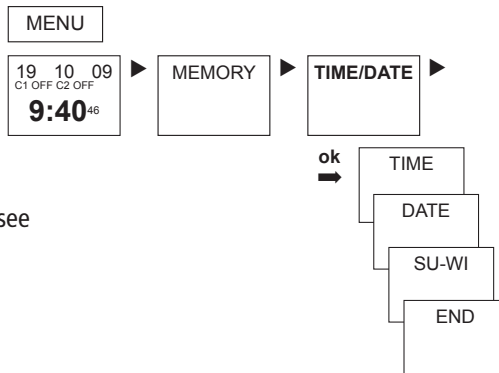 MENU
19 10 09
C1 OFF C2 OFF
9:40 46
MEMORY
TIME/DATE
ok
TIME
DATE
SU-WI
END
see